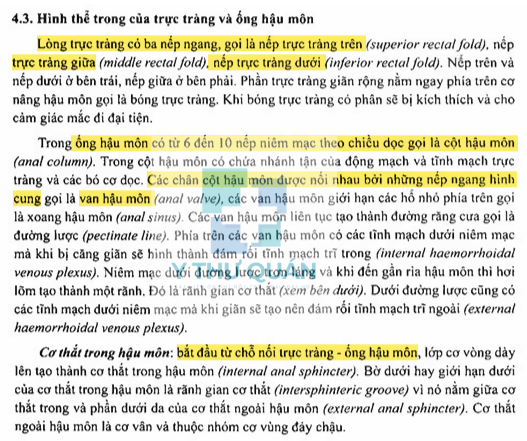 4.3. Hình thể trong của trực tràng và ống hậu môn
Lòng trực tràng có ba nếp ngang, gọi là nếp trực tràng trên (superior rectal fold), nếp
trực tràng giữa (middle rectal fold), nếp trực tràng dưới (inferior rectal fold). Nếp trên và
nếp dưới ở bên trái, nếp giữa ở bên phải. Phần trực tràng giãn rộng nằm ngay phía trên cơ
nâng hậu môn gọi là bóng trực tràng. Khi bóng trực tràng có phân sẽ bị kích thích và cho
cảm giác mắc đi đại tiện.
Trong ống hậu môn có từ 6 đến 10 nếp niêm mạc theo chiều dọc gọi là cột hậu môn
(anal column). Trong cột hậu môn có chứa nhánh tận của động mạch và tĩnh mạch trực
tràng và các bó cơ dọc. Các chân cột hậu môn được nối nhau bởi những nếp ngang hình
cung gọi là van hậu môn (anal valve), các van hậu môn giới hạn các hố nhỏ phía trên gọi
là xoang hậu môn (anal sinus). Các van hậu môn liên tục tạo thành đường răng cưa gọi là
đường lược (pectinate line). Phía trên các van hậu môn có các tĩnh mạch dưới niêm mạc
mà khi bị căng giãn sẽ hình thành đám rối tĩnh mạch trĩ trong (internal haemorrhoidal
venous plexus). Niêm mạc dưới đường lược trơn láng và khi đến gần rìa hậu môn thì hơi
lõm tạo thành một rãnh. Đó là rãnh gian cơ thắt (xem bên dưới). Dưới đường lược cũng có
các tĩnh mạch dưới niêm mạc mà khi giãn sẽ tạo nên đám rối tĩnh mạch trĩ ngoài (external
haemorrhoidal venous plexus).
Cơ thắt trong hậu môn: bắt đầu từ chỗ nối trực tràng - ống hậu môn, lớp cơ vòng dày
lên tạo thành cơ thắt trong hậu môn (internal anal sphincter). Bờ dưới hay giới hạn dưới
của cơ thắt trong hậu môn là rãnh gian cơ thắt (intersphinteric groove) vì nó nằm giữa cơ
thắt trong và phần dưới da của cơ thắt ngoài hậu môn (external anal sphincter). Cơ thắt
ngoài hậu môn là cơ vân và thuộc nhóm cơ vùng đáy chậu.
Y THƯ QUÁN